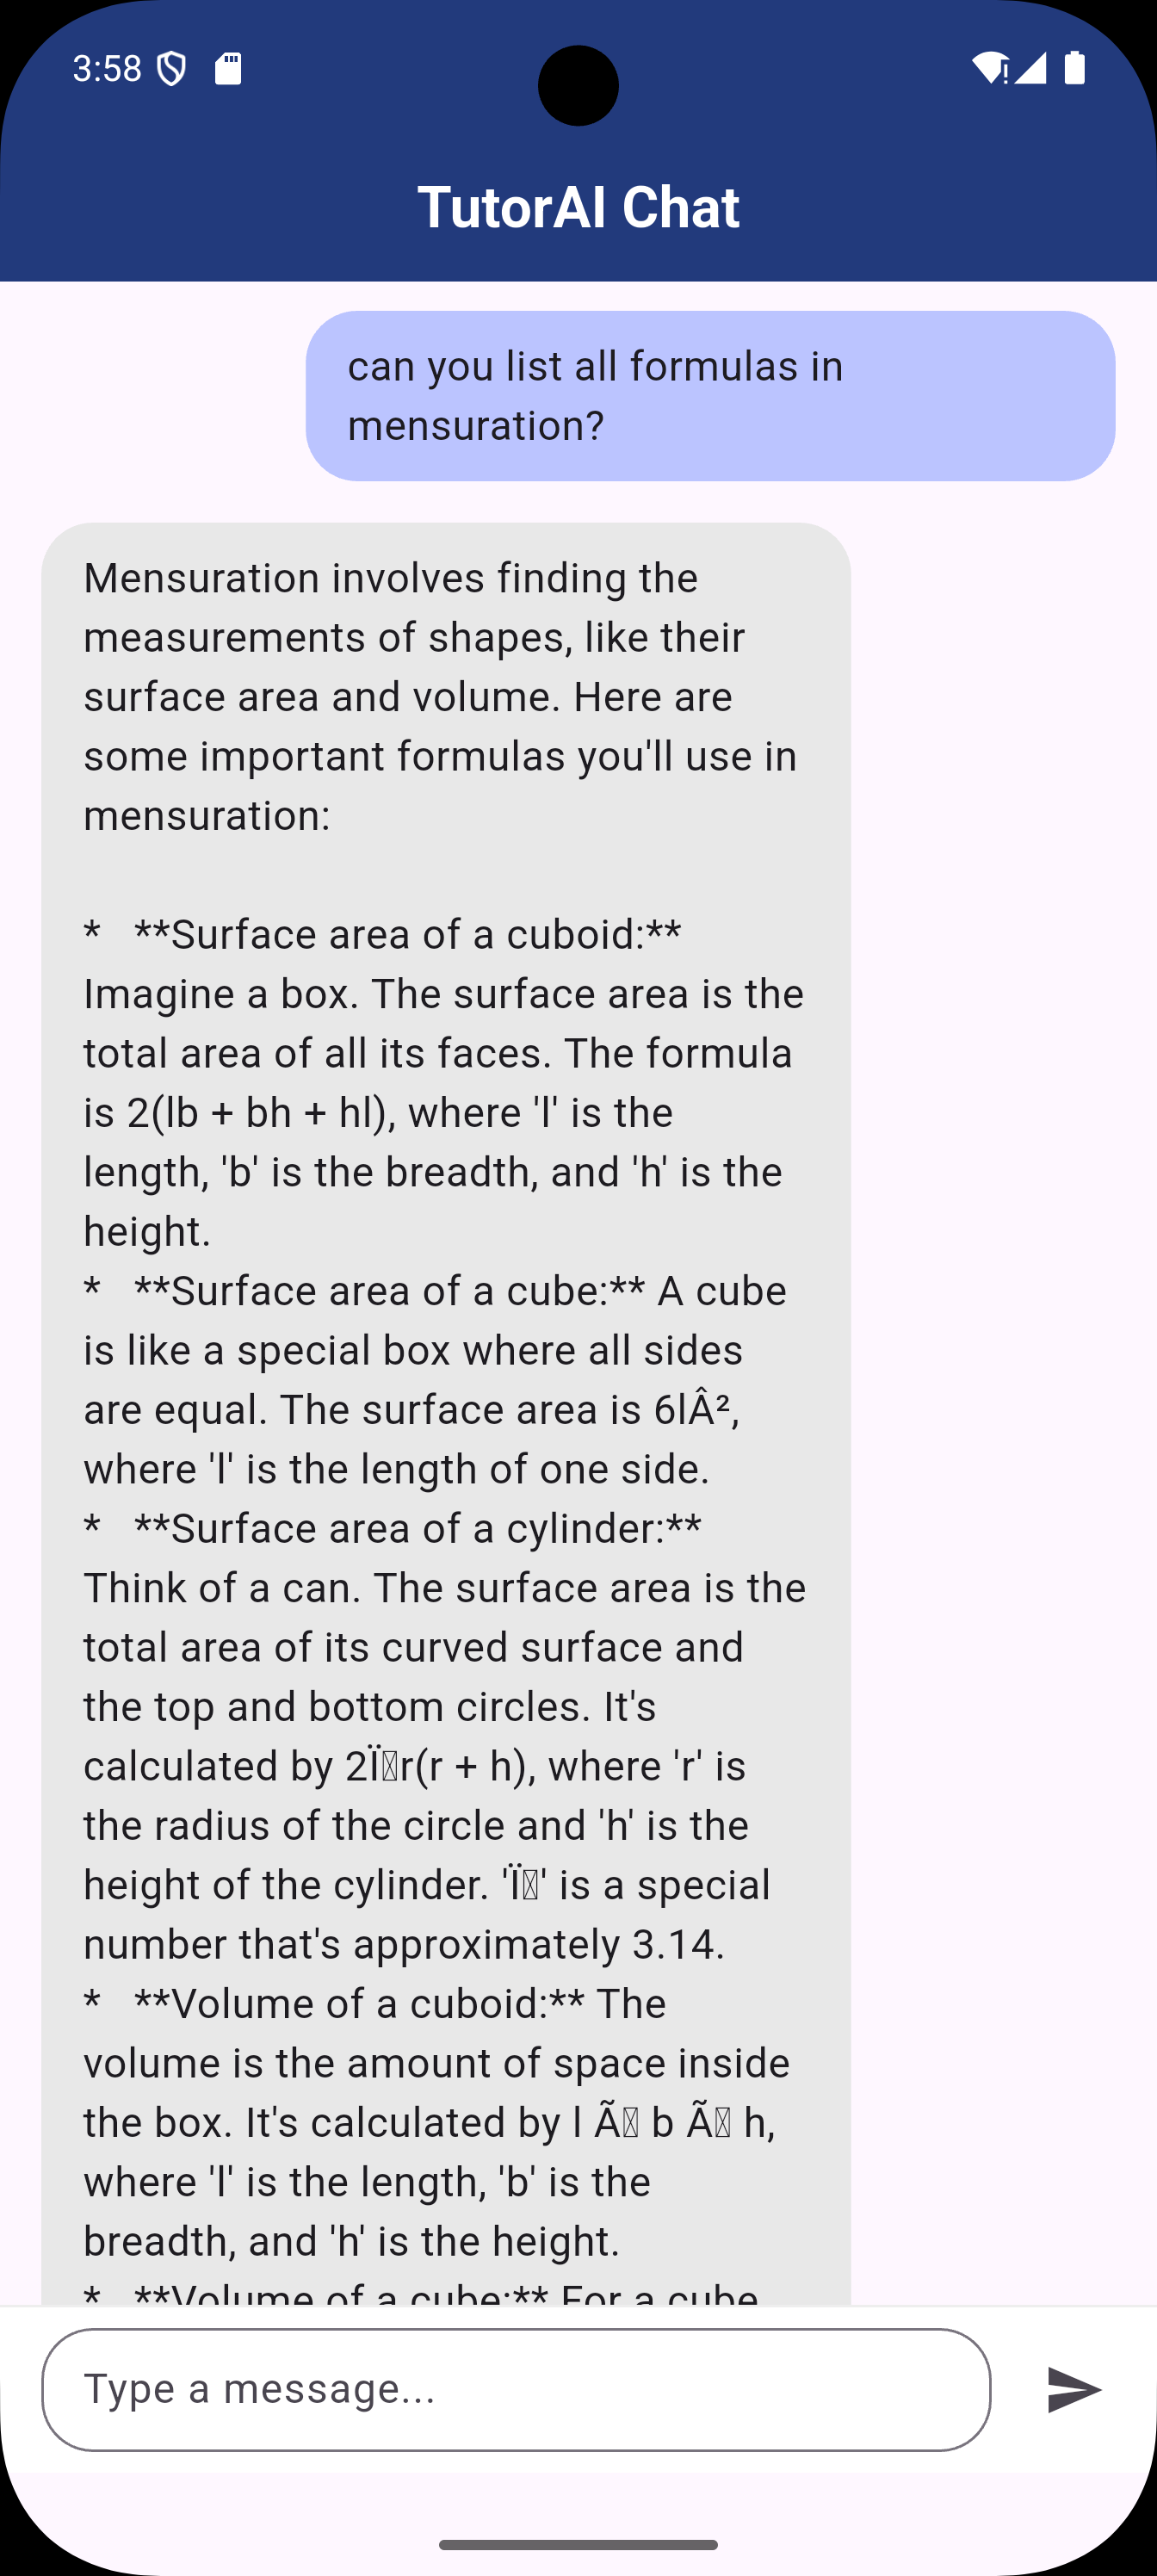 3:58
TutorAI Chat
can you list all formulas in
mensuration?
Mensuration involves finding the
measurements of shapes, like their
surface area and volume. Here are
some important formulas you'll use in
mensuration:
*   **Surface area of a cuboid:**
Imagine a box. The surface area is the
total area of all its faces. The formula
is 2(lb + bh + hl), where 'l' is the
length, 'b' is the breadth, and 'h' is the
height.
*   **Surface area of a cube:** A cube
is like a special box where all sides
are equal. The surface area is 6lÂ²,
where 'l' is the length of one side.
*   **Surface area of a cylinder:**
Think of a can. The surface area is the
total area of its curved surface and
the top and bottom circles. It's
calculated by 2Ï€r(r + h), where 'r' is
the radius of the circle and 'h' is the
height of the cylinder. 'Ï€' is a special
number that's approximately 3.14.
*   **Volume of a cuboid:** The
volume is the amount of space inside
the box. It's calculated by l Ã— b Ã— h,
where 'l' is the length, 'b' is the
breadth, and 'h' is the height.
*   **Volume of a cube:** For a cube
Type a message...